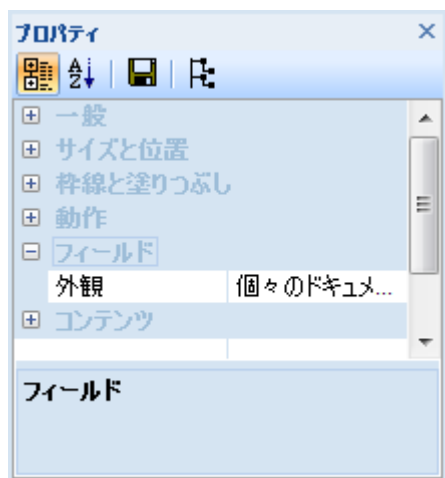 プロパティ
一般
サイズと位置
枠線と塗りつぶし
動作
フィールド
外観 個々のドキュメ...
コンテンツ
フィールド